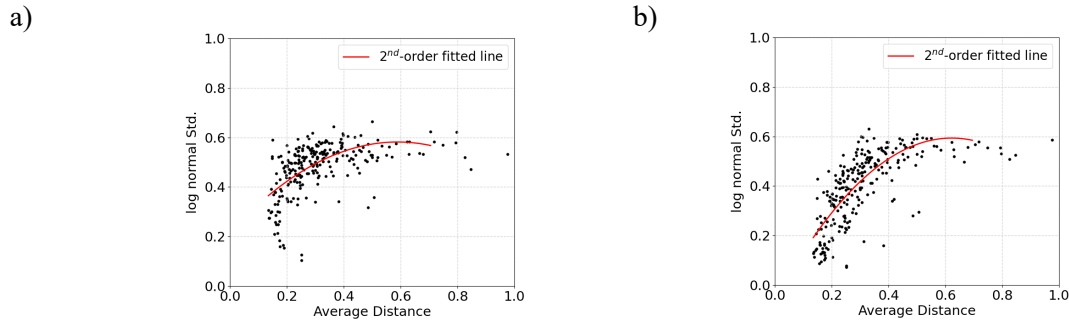 a)
b)
1.0
2nd-order fitted line
0.8
0.6
log normal Std.
0.4
0.2
0.0
0.0 0.2 0.4 0.6 0.8 1.0
Average Distance
1.0
2nd-order fitted line
0.8
0.6
log normal Std.
0.4
0.2
0.0
0.0 0.2 0.4 0.6 0.8 1.0
Average Distance